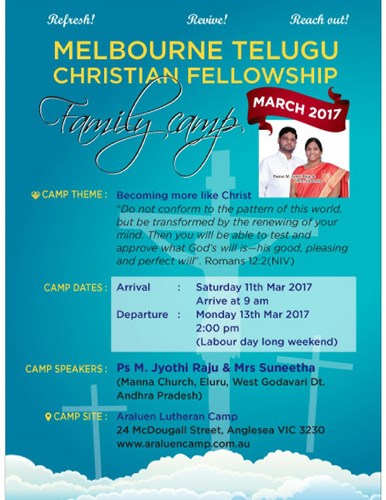 Refresh! Revive! Reach out!
MELBOURNE TELUGU
CHRISTIAN FELLOWSHIP
Family camp
MARCH 2017
CAMP THEME : Becoming more like Christ
“Do not conform to the pattern of this world,
but be transformed by the renewing of your
mind. Then you will be able to test and
approve what God's will is—his good, pleasing
and perfect will”. Romans 12:2(NIV)
CAMP DATES : Arrival : Saturday 11th Mar 2017
Arrive at 9 am
Departure : Monday 13th Mar 2017
2:00 pm
(Labour day long weekend)
CAMP SPEAKERS : Ps M. Jyothi Raju & Mrs Suneetha
(Manna Church, Eluru, West Godavari Dt.
Andhra Pradesh)
CAMP SITE : Araluen Lutheran Camp
24 McDougall Street, Anglesea VIC 3230
www.araluencamp.com.au